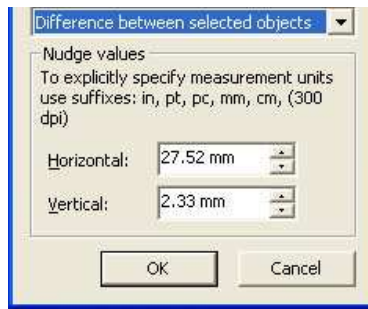 Difference between selected objects
Nudge values
To explicitly specify measurement units
use suffixes: in, pt, pc, mm, cm, (300
dpi)
Horizontal: 27.52 mm
Vertical: 2.33 mm
OK Cancel